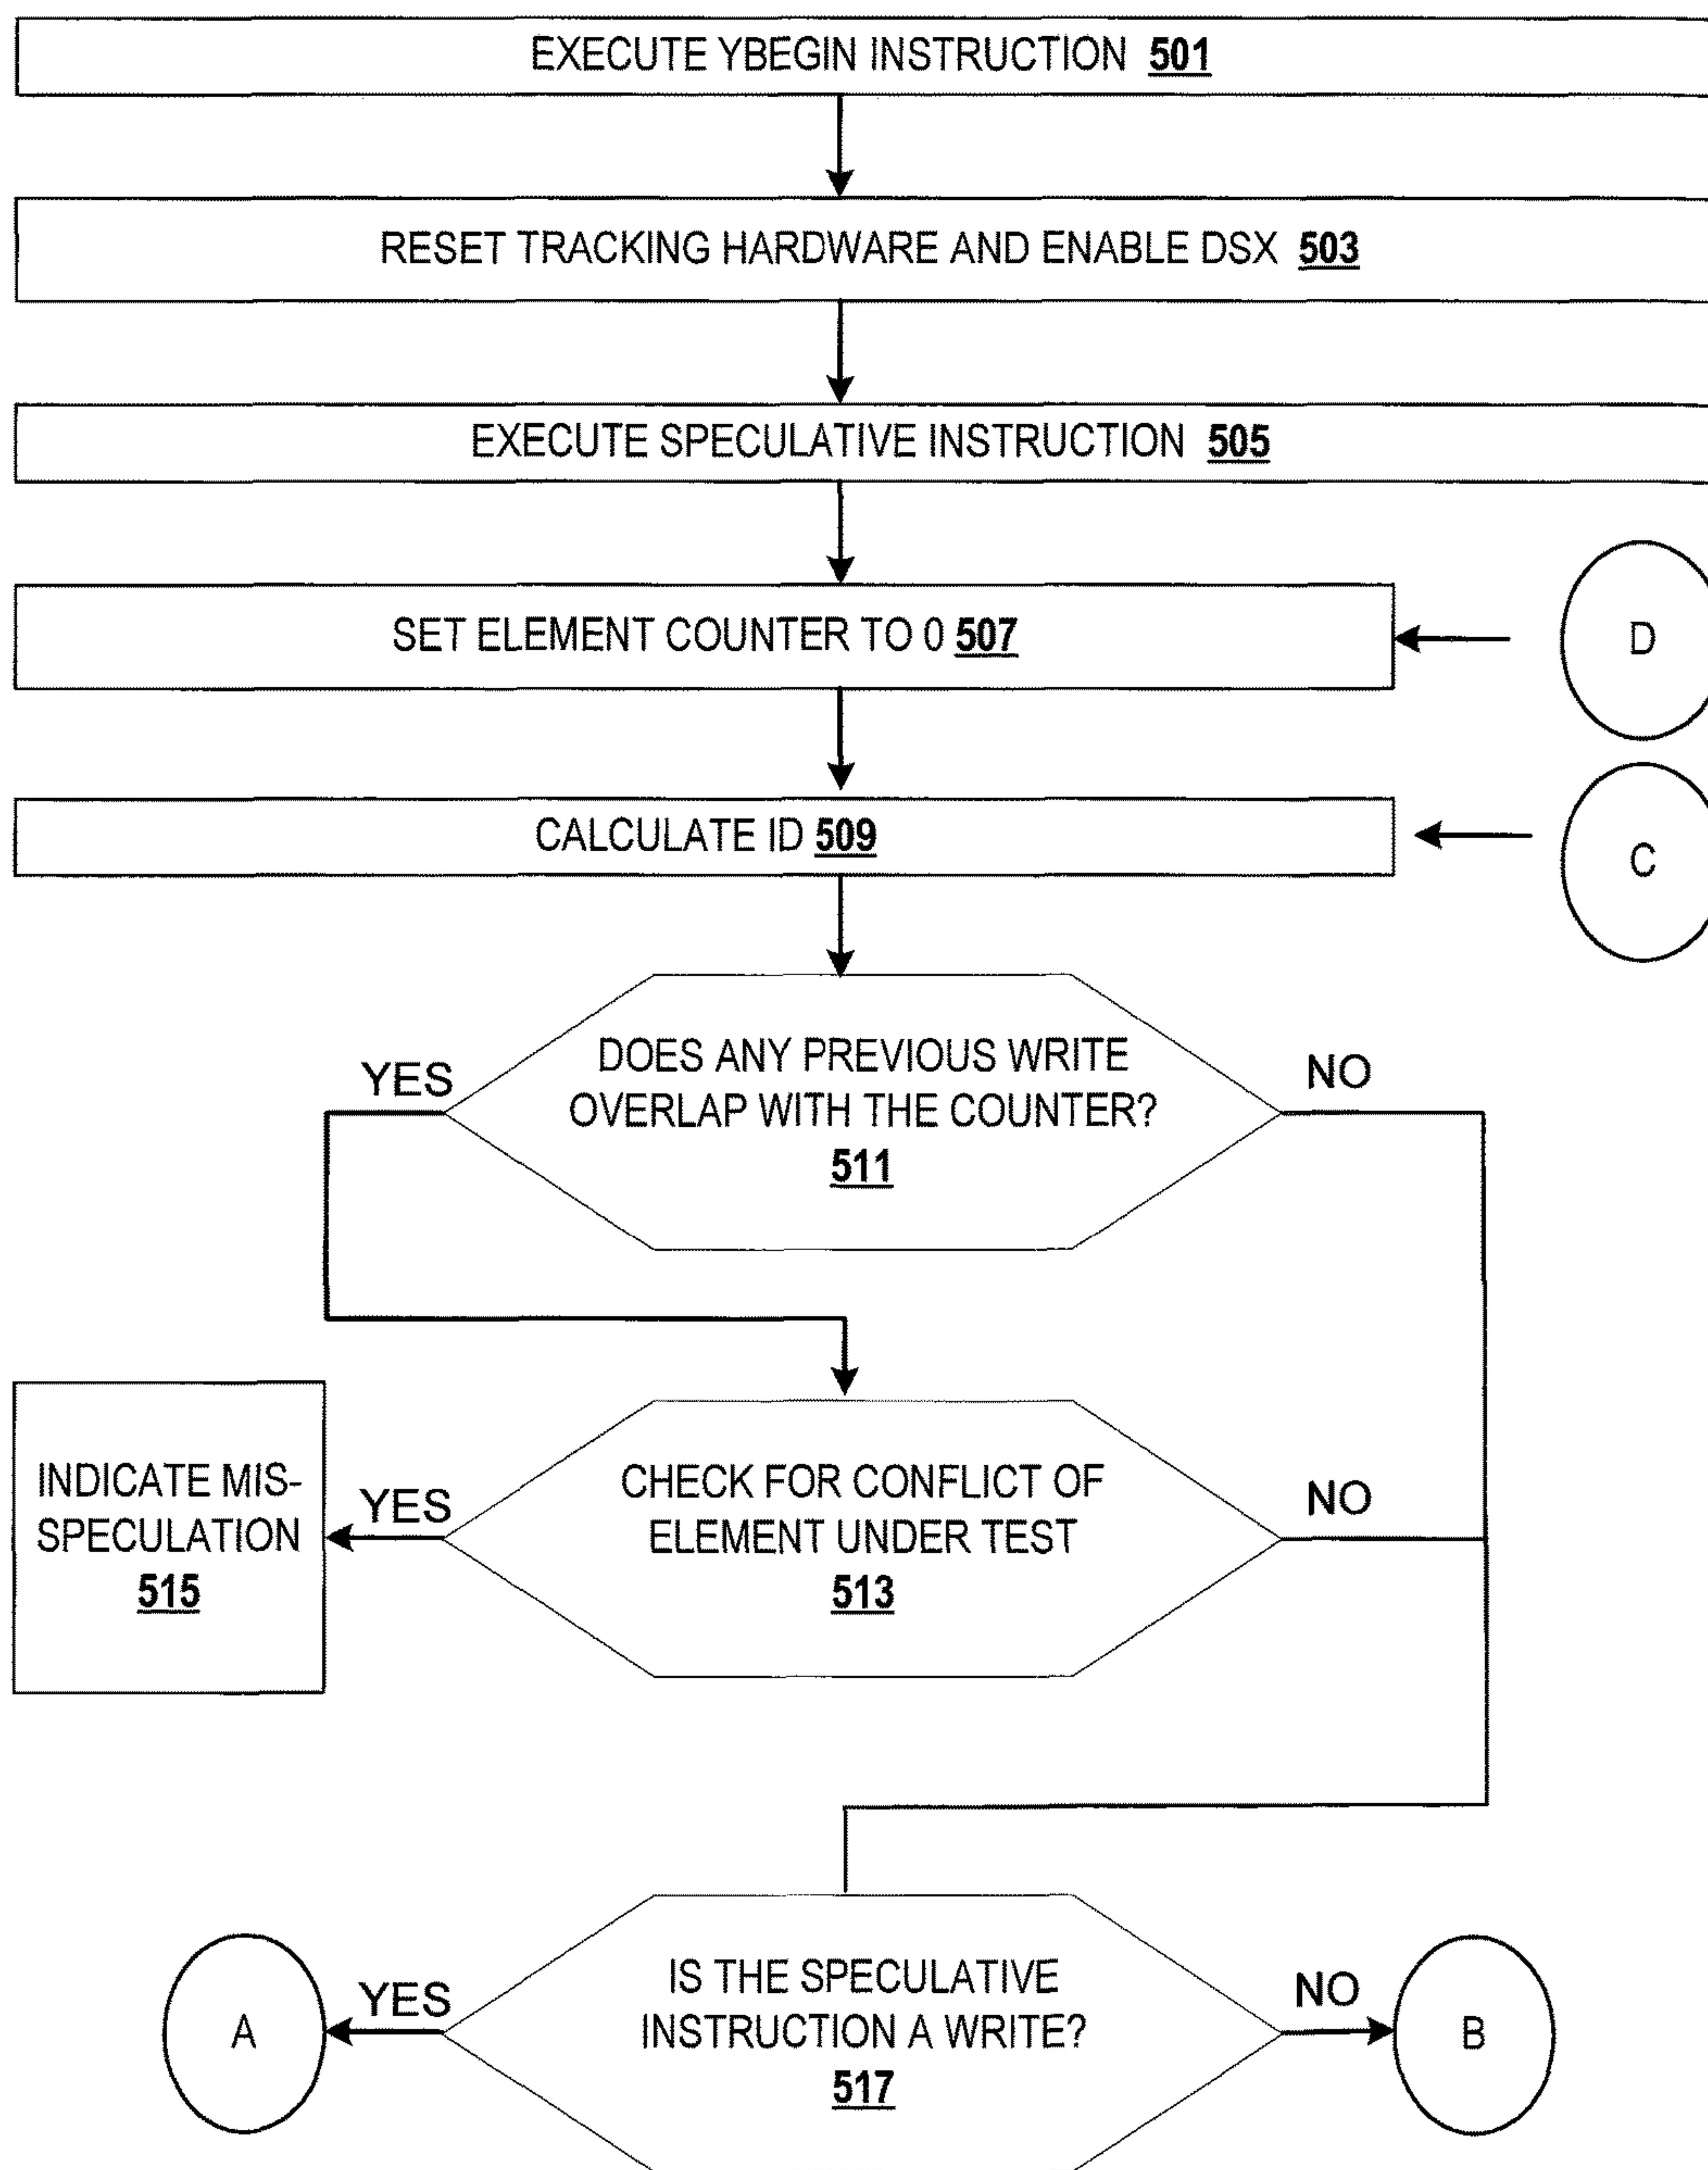 EXECUTE YBEGIN INSTRUCTION 501
RESET TRACKING HARDWARE AND ENABLE DSX 503
EXECUTE SPECULATIVE INSTRUCTION 505
SET ELEMENT COUNTER TO 0 507
D
CALCULATE ID 509
C
DOES ANY PREVIOUS WRITE
OVERLAP WITH THE COUNTER?
511
YES
NO
CHECK FOR CONFLICT OF
ELEMENT UNDER TEST
513
YES
NO
INDICATE MIS-
SPECULATION
515
IS THE SPECULATIVE
INSTRUCTION A WRITE?
517
YES
NO
A
B